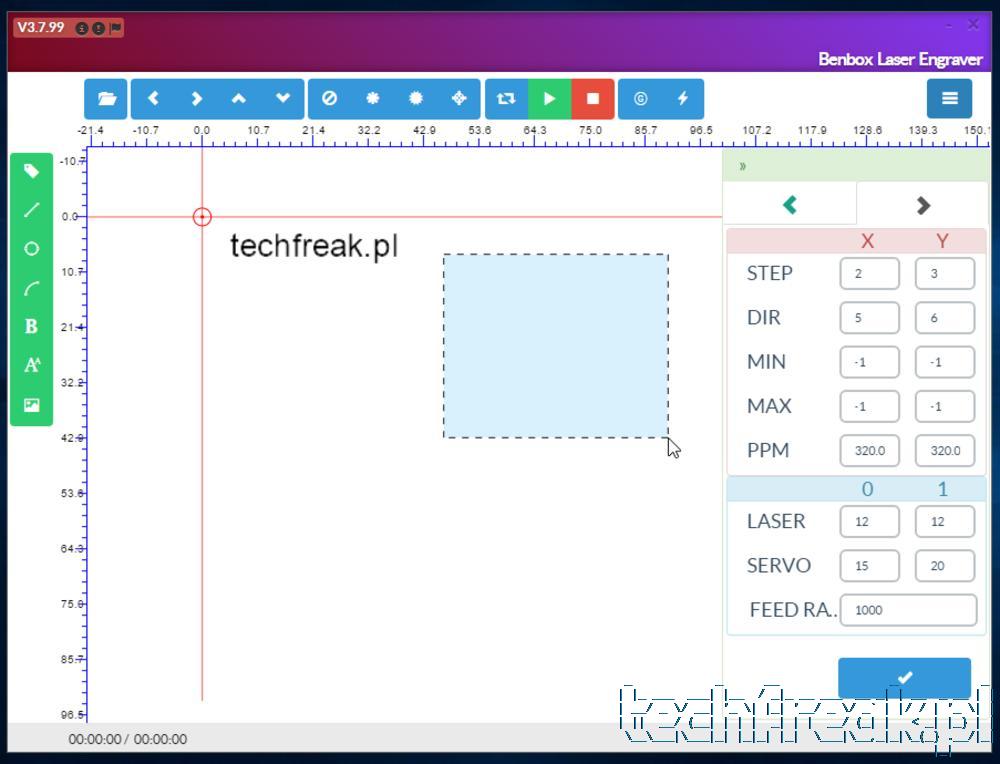 V3.7.99
Benbox Laser Engraver
-21.4 -10.7 0.0 10.7 21.4 32.2 42.9 53.6 64.3 75.0 85.7 96.5 107.2 117.9 128.6 139.3 150.1
-10.7
0.0
10.7
21.4
32.2
42.9
53.6
64.3
75.0
85.7
96.5
B
AA
techfreak.pl
»
X Y
STEP 2 3
DIR 5 6
MIN -1 -1
MAX -1 -1
PPM 320.0 320.0
0 1
LASER 12 12
SERVO 15 20
FEED RA.. 1000
techfreak.pl
00:00:00 / 00:00:00